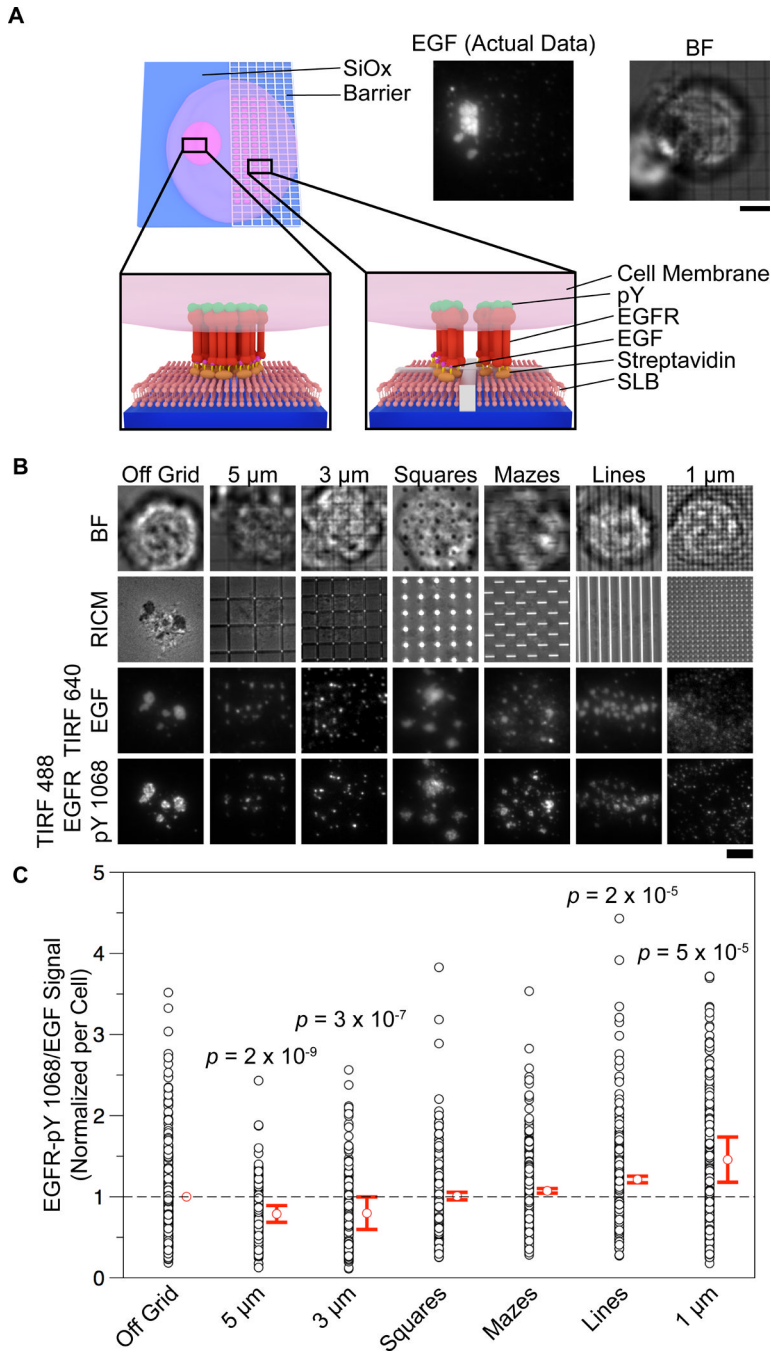 A
EGF (Actual Data)
BF
SiOx
Barrier
Cell Membrane
pY
EGFR
EGF
Streptavidin
SLB
B
Off Grid 5 µm 3 µm Squares Mazes Lines 1 µm
BF
RICM
TIRF 640
EGF
TIRF 488
EGFR
pY 1068
C
EGFR-pY 1068/EGF Signal
(Normalized per Cell)
5
4
3
2
1
0
p = 2 x 10⁻⁹
p = 3 x 10⁻⁷
p = 2 x 10⁻⁵
p = 5 x 10⁻⁵
Off Grid
5 µm
3 µm
Squares
Mazes
Lines
1 µm